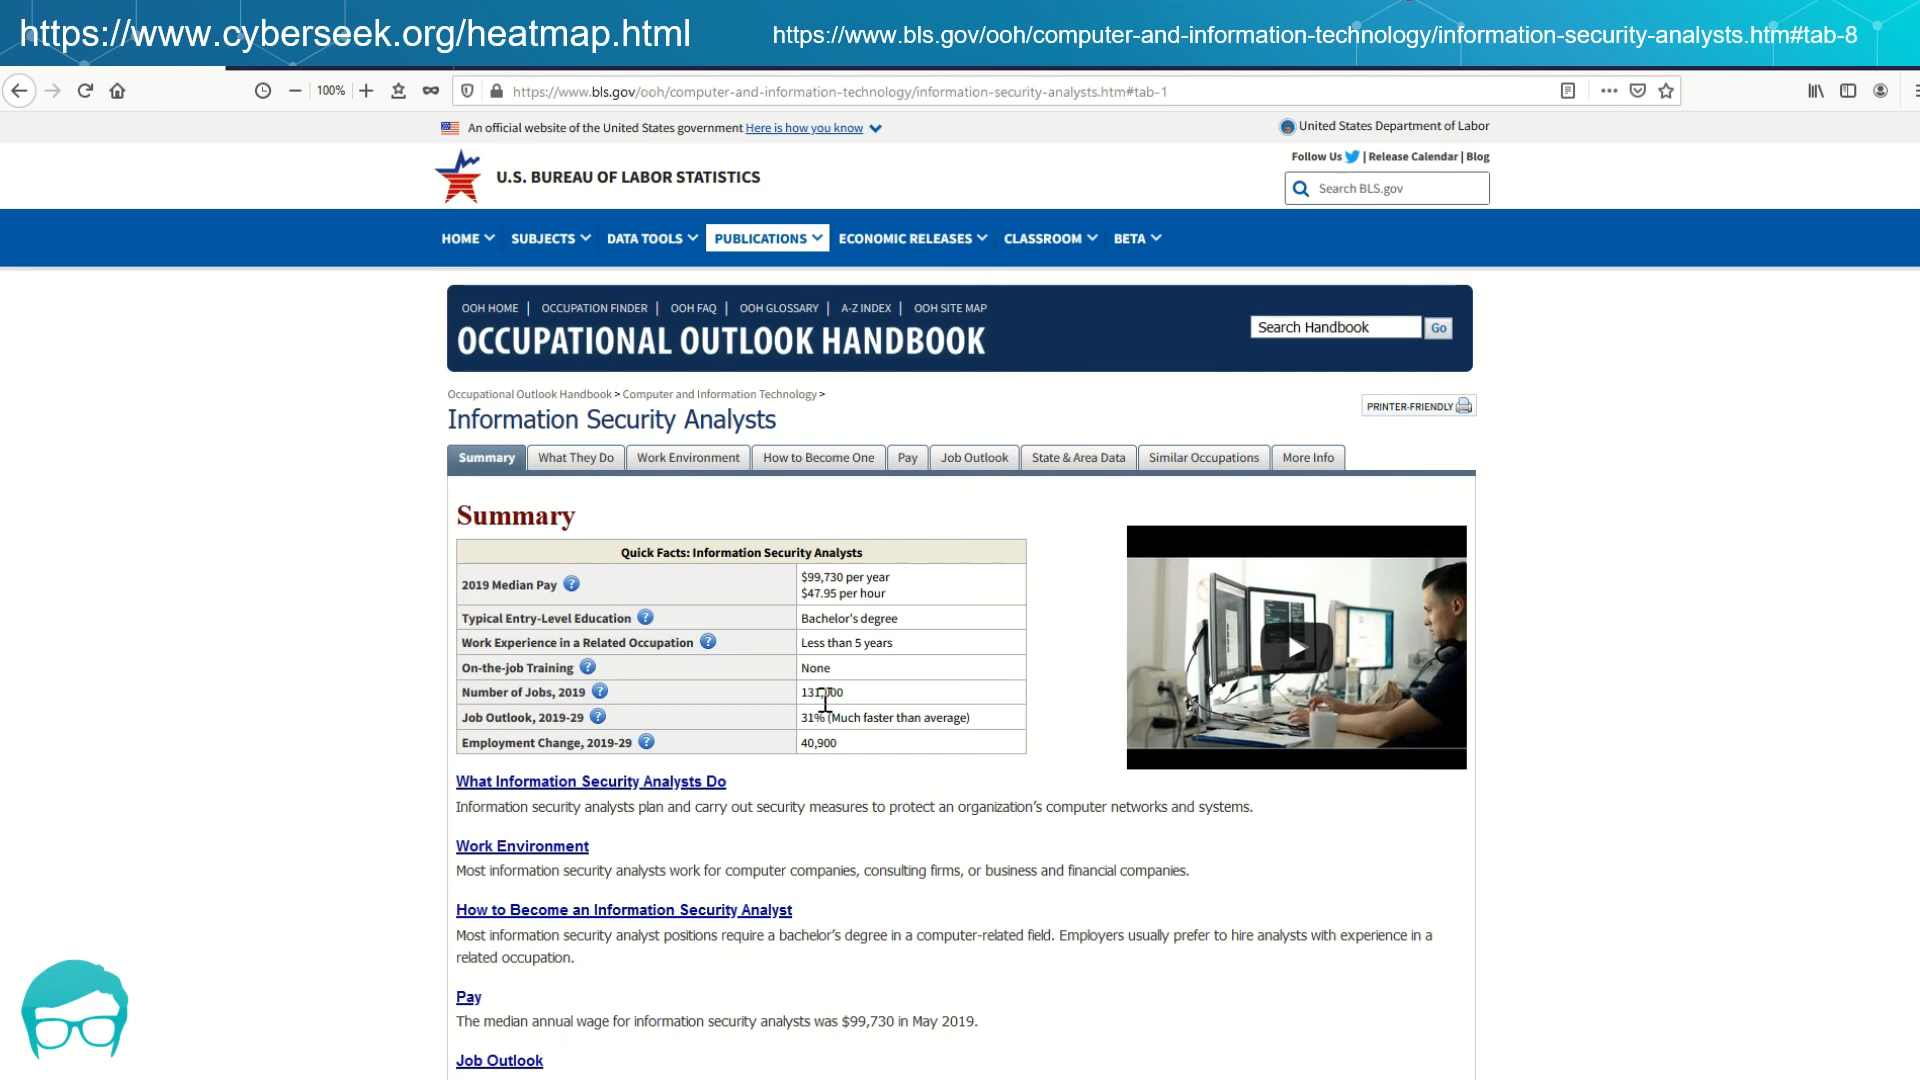 https://www.cyberseek.org/heatmap.html
https://www.bls.gov/ooh/computer-and-information-technology/information-security-analysts.htm#tab-8
100%
https://www.bls.gov/ooh/computer-and-information-technology/information-security-analysts.htm#tab-1
An official website of the United States government Here is how you know
United States Department of Labor
Follow Us | Release Calendar | Blog
U.S. BUREAU OF LABOR STATISTICS
Search BLS.gov
HOME SUBJECTS DATA TOOLS PUBLICATIONS ECONOMIC RELEASES CLASSROOM BETA
OOH HOME | OCCUPATION FINDER | OOH FAQ | OOH GLOSSARY | A-Z INDEX | OOH SITE MAP
OCCUPATIONAL OUTLOOK HANDBOOK
Search Handbook Go
Occupational Outlook Handbook > Computer and Information Technology >
Information Security Analysts
PRINTER-FRIENDLY
Summary What They Do Work Environment How to Become One Pay Job Outlook State & Area Data Similar Occupations More Info
Summary
Quick Facts: Information Security Analysts
2019 Median Pay ? $99,730 per year
$47.95 per hour
Typical Entry-Level Education ? Bachelor's degree
Work Experience in a Related Occupation ? Less than 5 years
On-the-job Training ? None
Number of Jobs, 2019 ? 131,000
Job Outlook, 2019-29 ? 31% (Much faster than average)
Employment Change, 2019-29 ? 40,900
What Information Security Analysts Do
Information security analysts plan and carry out security measures to protect an organization’s computer networks and systems.
Work Environment
Most information security analysts work for computer companies, consulting firms, or business and financial companies.
How to Become an Information Security Analyst
Most information security analyst positions require a bachelor’s degree in a computer-related field. Employers usually prefer to hire analysts with experience in a
related occupation.
Pay
The median annual wage for information security analysts was $99,730 in May 2019.
Job Outlook